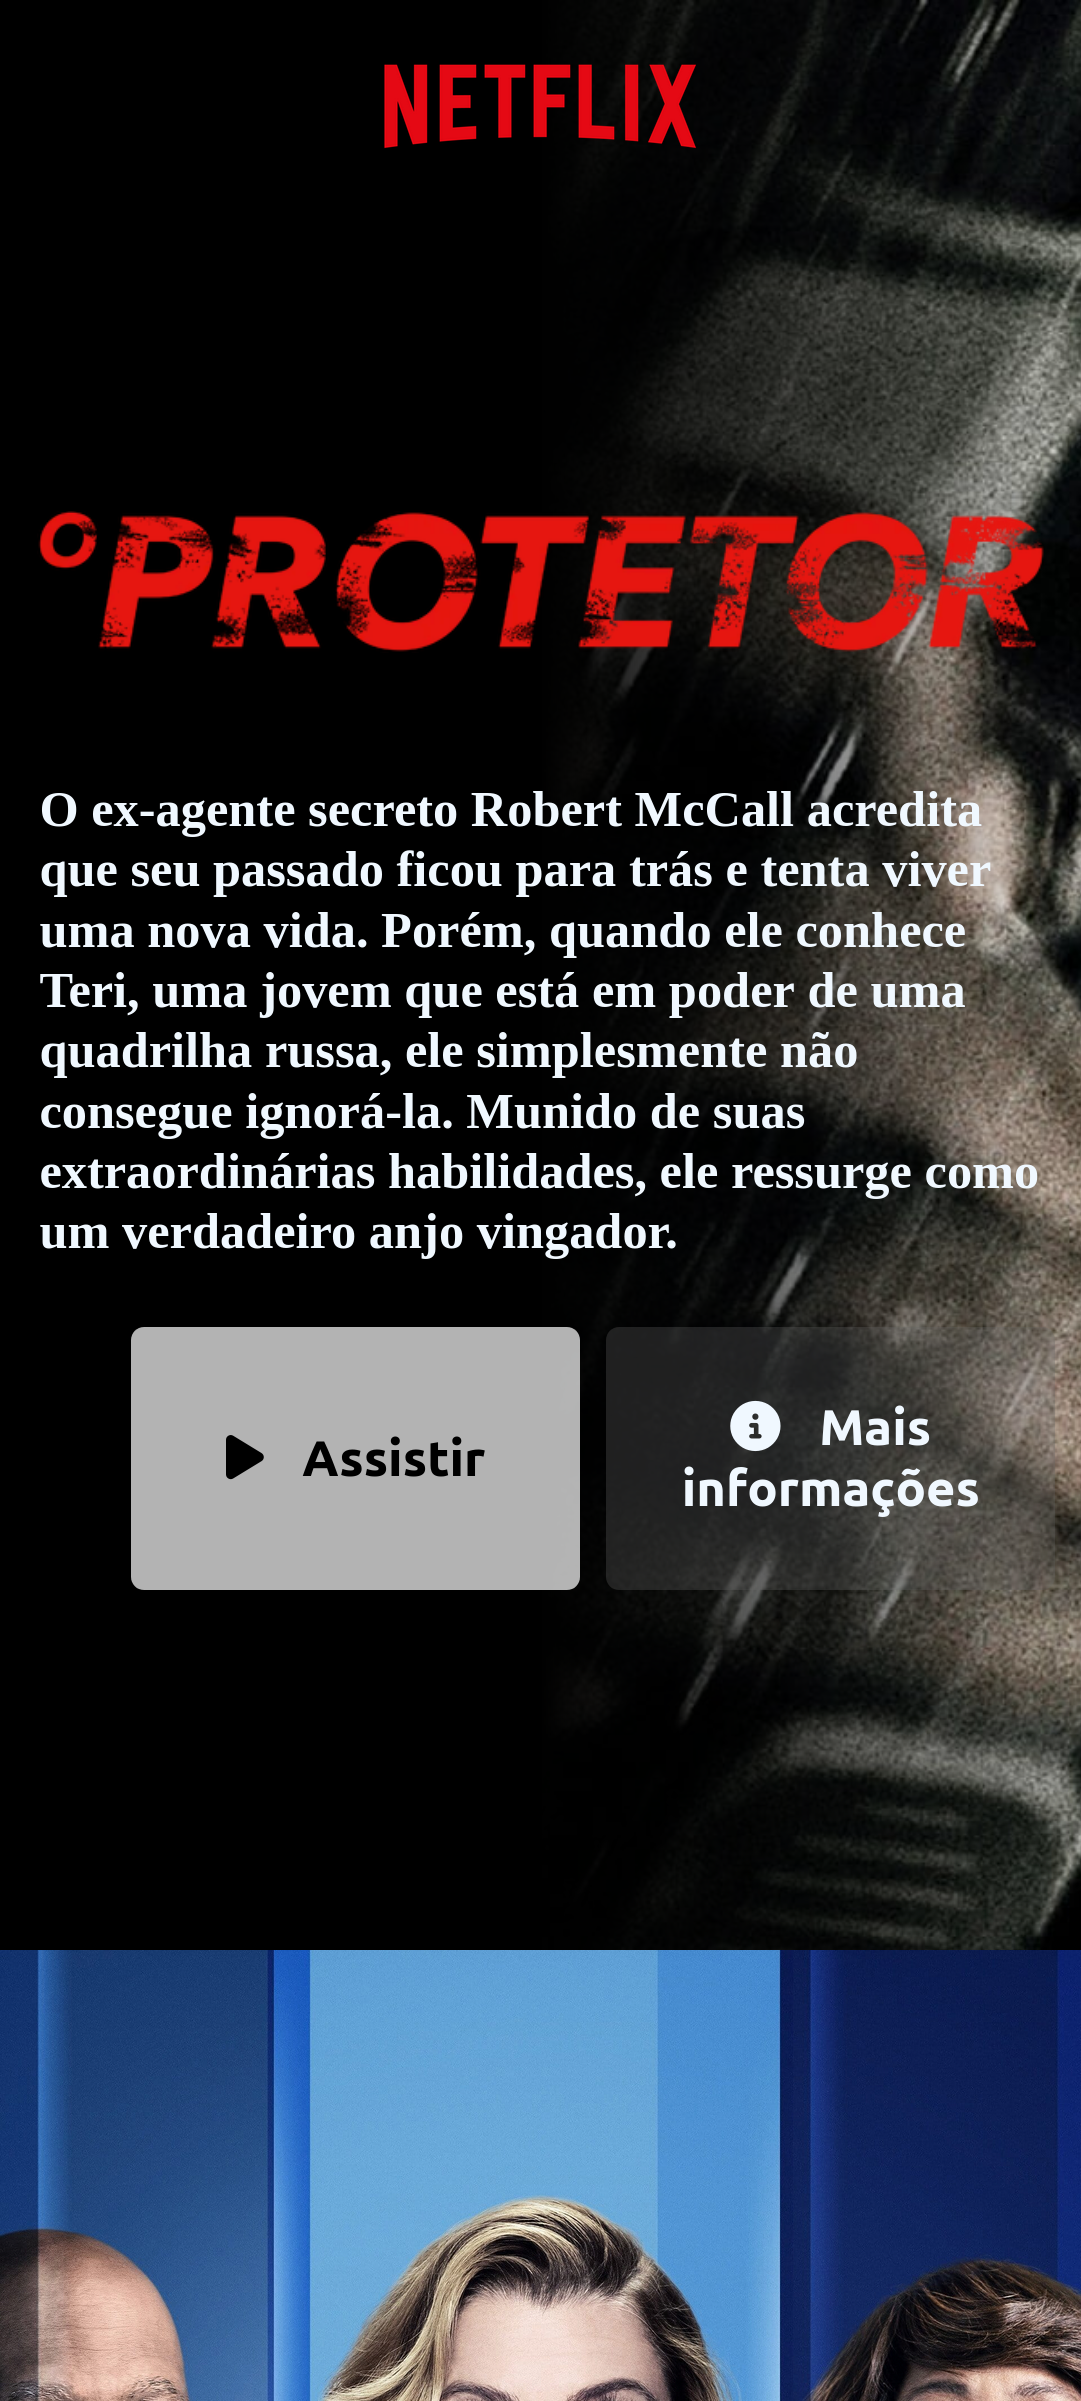 NETFLIX
O PROTETOR
O ex-agente secreto Robert McCall acredita
que seu passado ficou para trás e tenta viver
uma nova vida. Porém, quando ele conhece
Teri, uma jovem que está em poder de uma
quadrilha russa, ele simplesmente não
consegue ignorá-la. Munido de suas
extraordinárias habilidades, ele ressurge como
um verdadeiro anjo vingador.
Assistir
Mais
informações